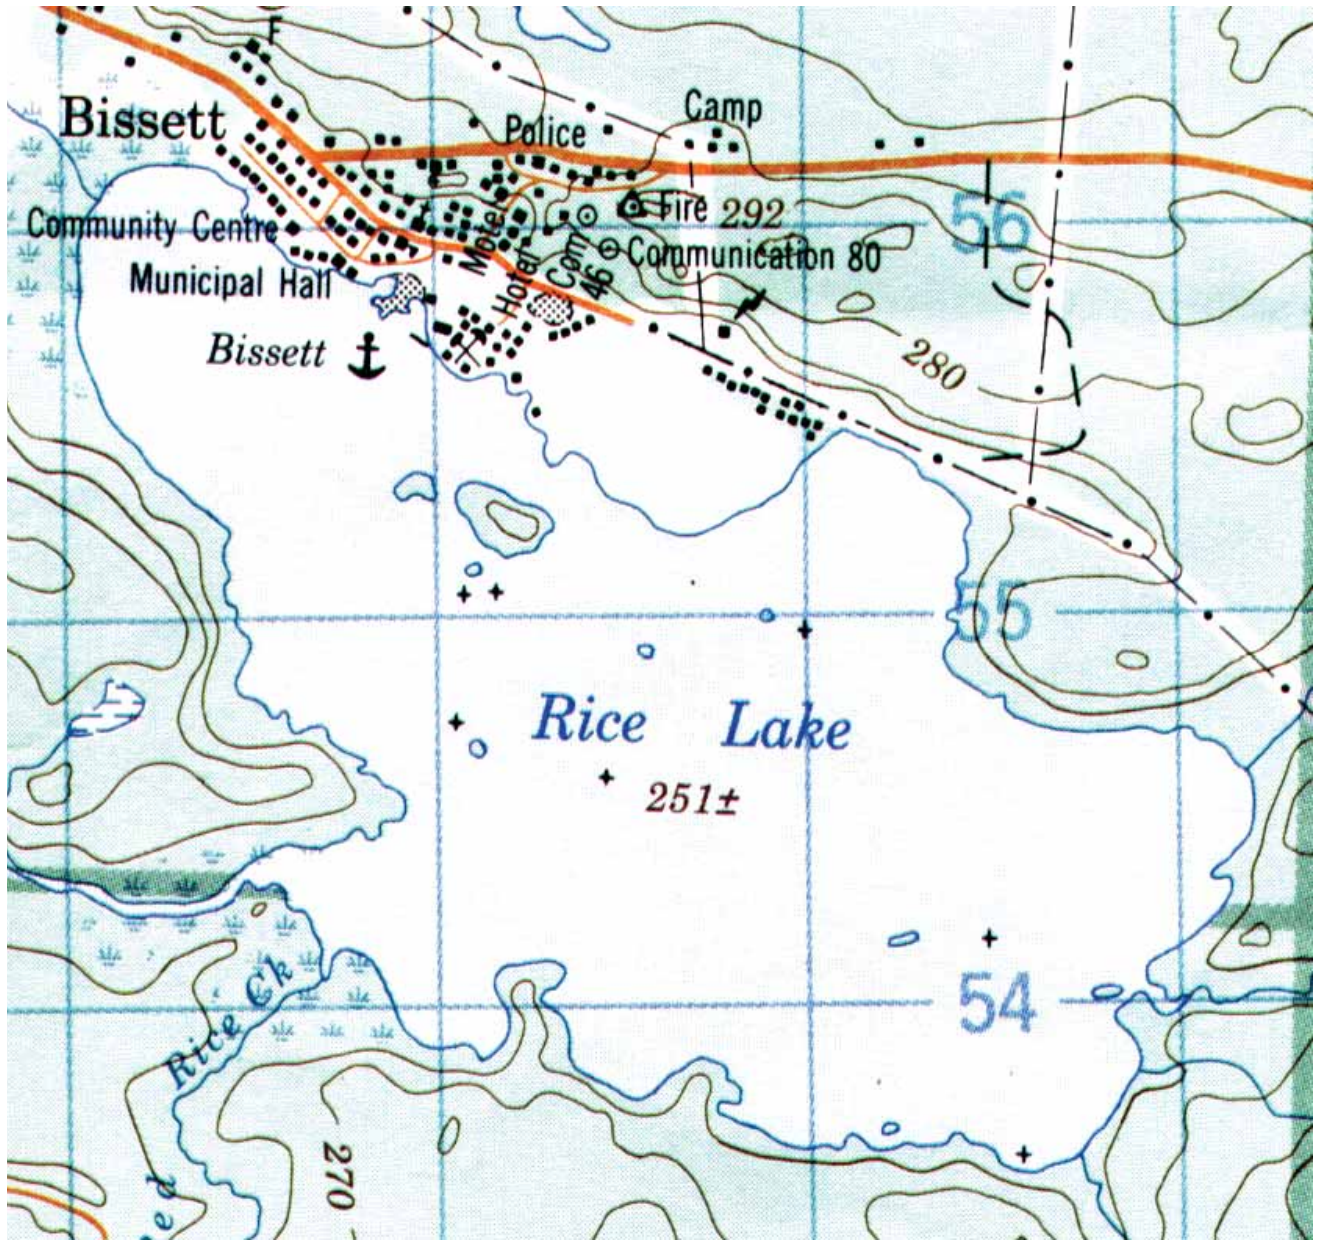 F
Camp
Police
Bissett
56
Fire 292
Community Centre
Motel
Hotel
Com
46
Communication 80
Municipal Hall
Bissett
280
55
Rice Lake
251±
54
Rice Ck
270